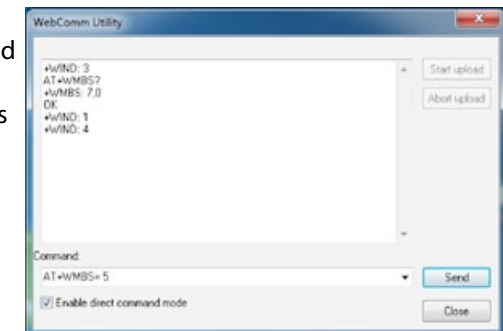 WebComm Utility
d
s
+WIND: 3
AT+WMBS?
+WMBS: 7,0
OK
+WIND: 1
+WIND: 4
Start upload
Abort upload
Command:
AT+WMBS= 5
Send
Enable direct command mode
Close